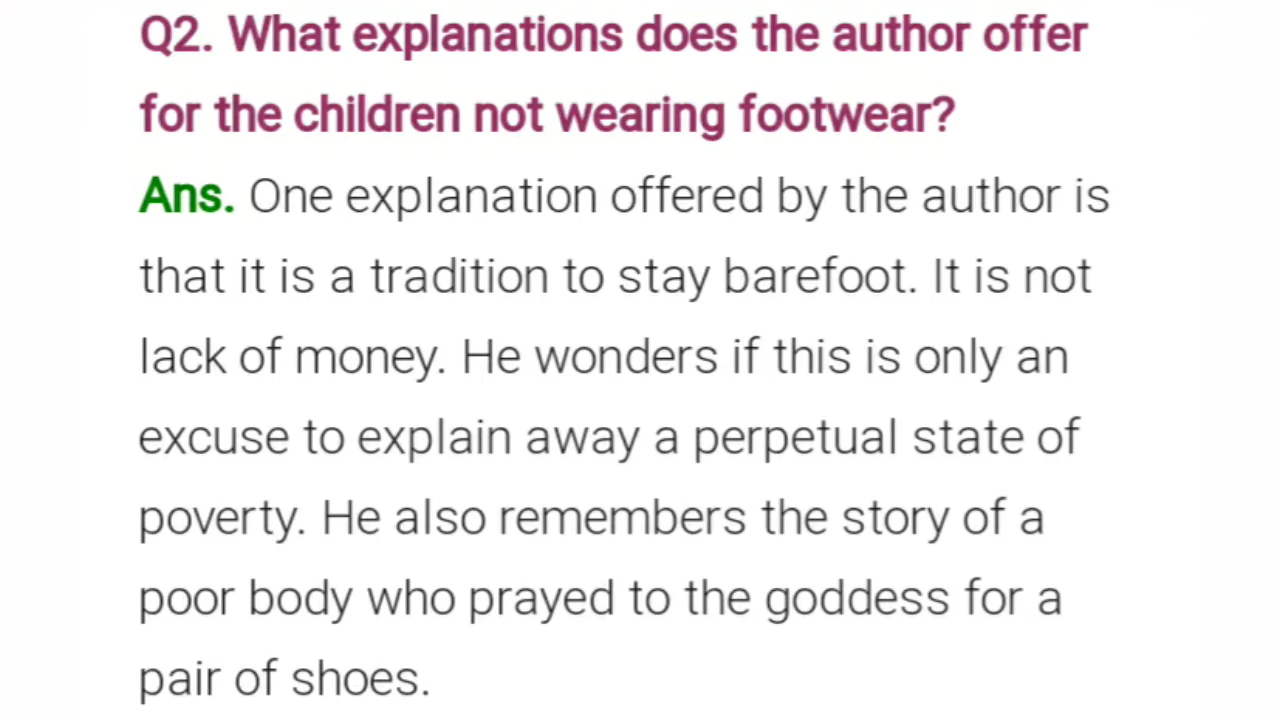 Q2. What explanations does the author offer
for the children not wearing footwear?
Ans. One explanation offered by the author is
that it is a tradition to stay barefoot. It is not
lack of money. He wonders if this is only an
excuse to explain away a perpetual state of
poverty. He also remembers the story of a
poor body who prayed to the goddess for a
pair of shoes.